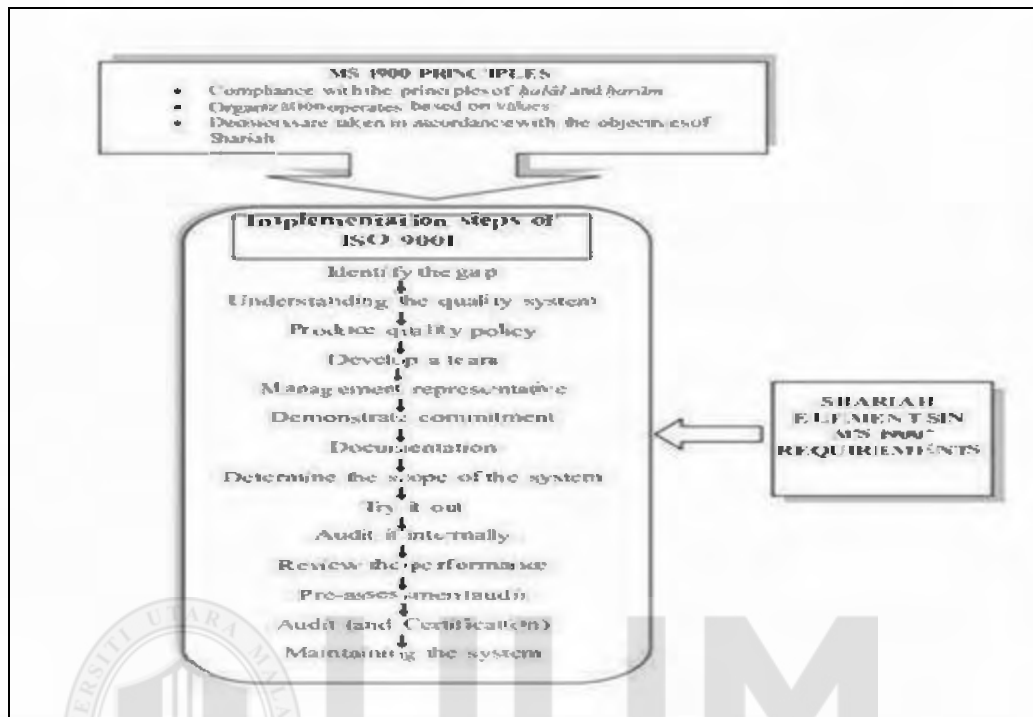 MS 1900 PRINCIPLES
• Compliance with the principles of halāl and harām
• Organization operates based on values
• Decisions are taken in accordance with the objectives of
Shariah
Implementation steps of
ISO 9001
Identify the gap
Understanding the quality system
Produce quality policy
Develop a team
Management representative
Demonstrate commitment
Documentation
Determine the scope of the system
Try it out
Audit it internally
Review the performance
Pre-assessment audit
Audit (and Certification)
Maintaining the system
SHARIAH
ELEMENTS IN
MS 1900
REQUIREMENTS
UTARA
UUM